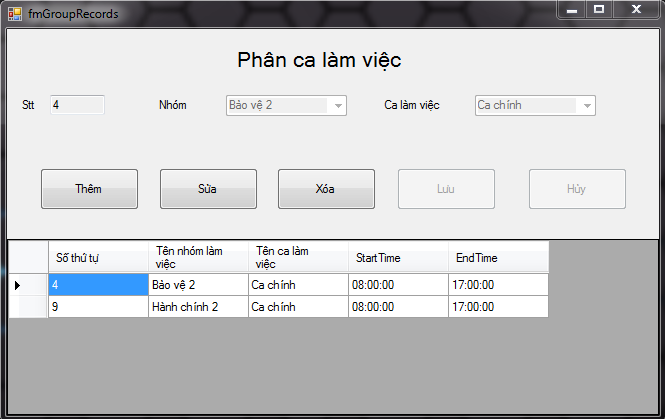 fmGroupRecords
Phân ca làm việc
Stt 4 Nhóm Bảo vệ 2 Ca làm việc Ca chính
Thêm Sửa Xóa Lưu Hủy
Số thứ tự Tên nhóm làm việc Tên ca làm việc StartTime EndTime
4 Bảo vệ 2 Ca chính 08:00:00 17:00:00
9 Hành chính 2 Ca chính 08:00:00 17:00:00